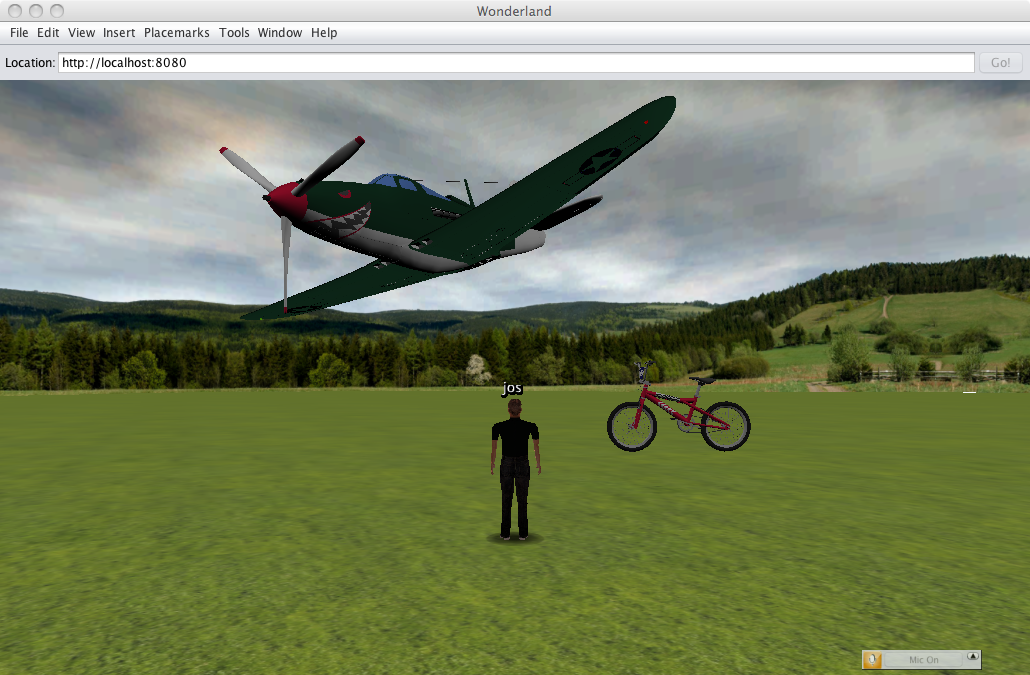 Wonderland
File Edit View Insert Placemarks Tools Window Help
Location: http://localhost:8080 Go!
jos
Mic On